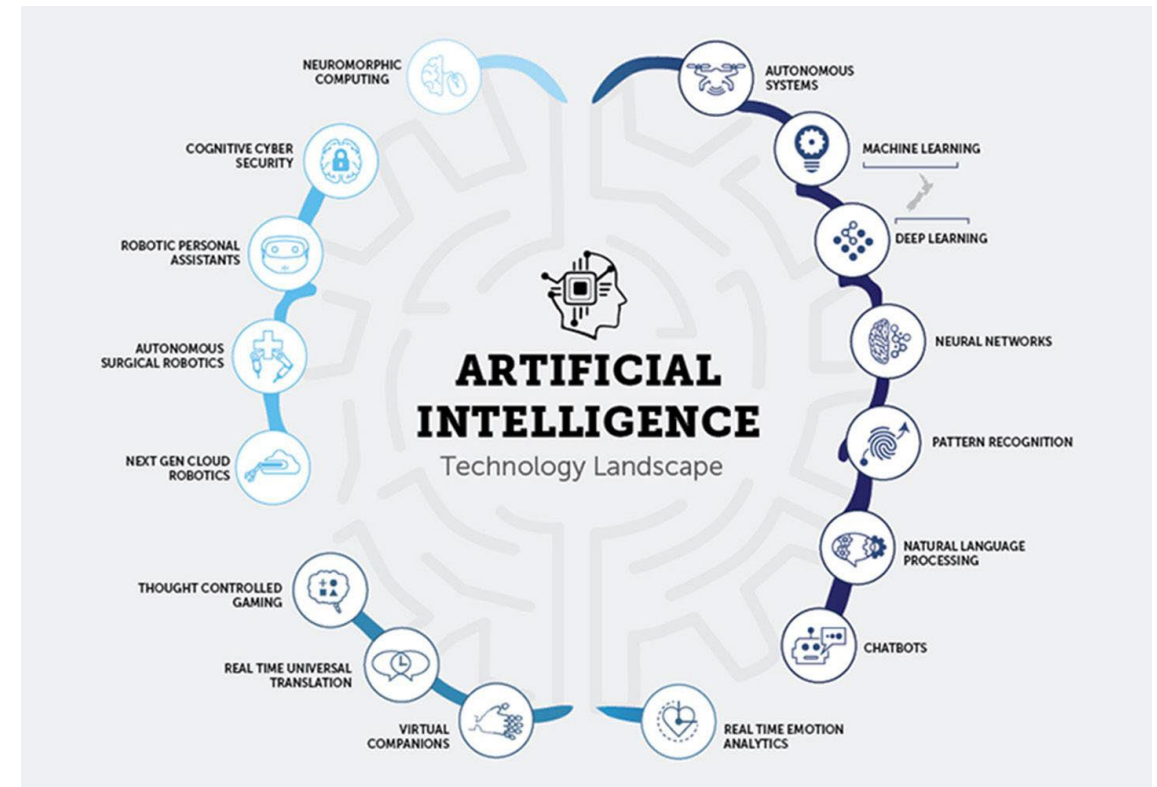 ARTIFICIAL
INTELLIGENCE
Technology Landscape
AUTONOMOUS
SYSTEMS
MACHINE LEARNING
DEEP LEARNING
NEURAL NETWORKS
PATTERN RECOGNITION
NATURAL LANGUAGE
PROCESSING
CHATBOTS
REAL TIME EMOTION
ANALYTICS
VIRTUAL
COMPANIONS
REAL TIME UNIVERSAL
TRANSLATION
THOUGHT CONTROLLED
GAMING
NEXT GEN CLOUD
ROBOTICS
AUTONOMOUS
SURGICAL ROBOTICS
ROBOTIC PERSONAL
ASSISTANTS
COGNITIVE CYBER
SECURITY
NEUROMORPHIC
COMPUTING